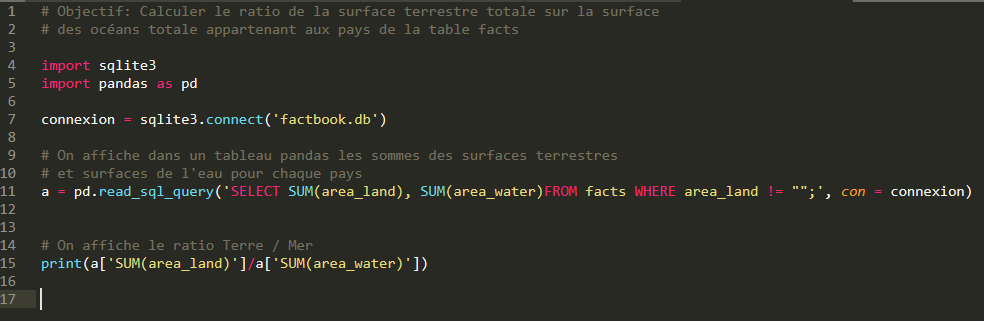 1 # Objectif: Calculer le ratio de la surface terrestre totale sur la surface
2 # des océans totale appartenant aux pays de la table facts
3
4 import sqlite3
5 import pandas as pd
6
7 connexion = sqlite3.connect('factbook.db')
8
9 # On affiche dans un tableau pandas les sommes des surfaces terrestres
10 # et surfaces de l'eau pour chaque pays
11 a = pd.read_sql_query('SELECT SUM(area_land), SUM(area_water)FROM facts WHERE area_land != "";', con = connexion)
12
13
14 # On affiche le ratio Terre / Mer
15 print(a['SUM(area_land)']/a['SUM(area_water)'])
16
17